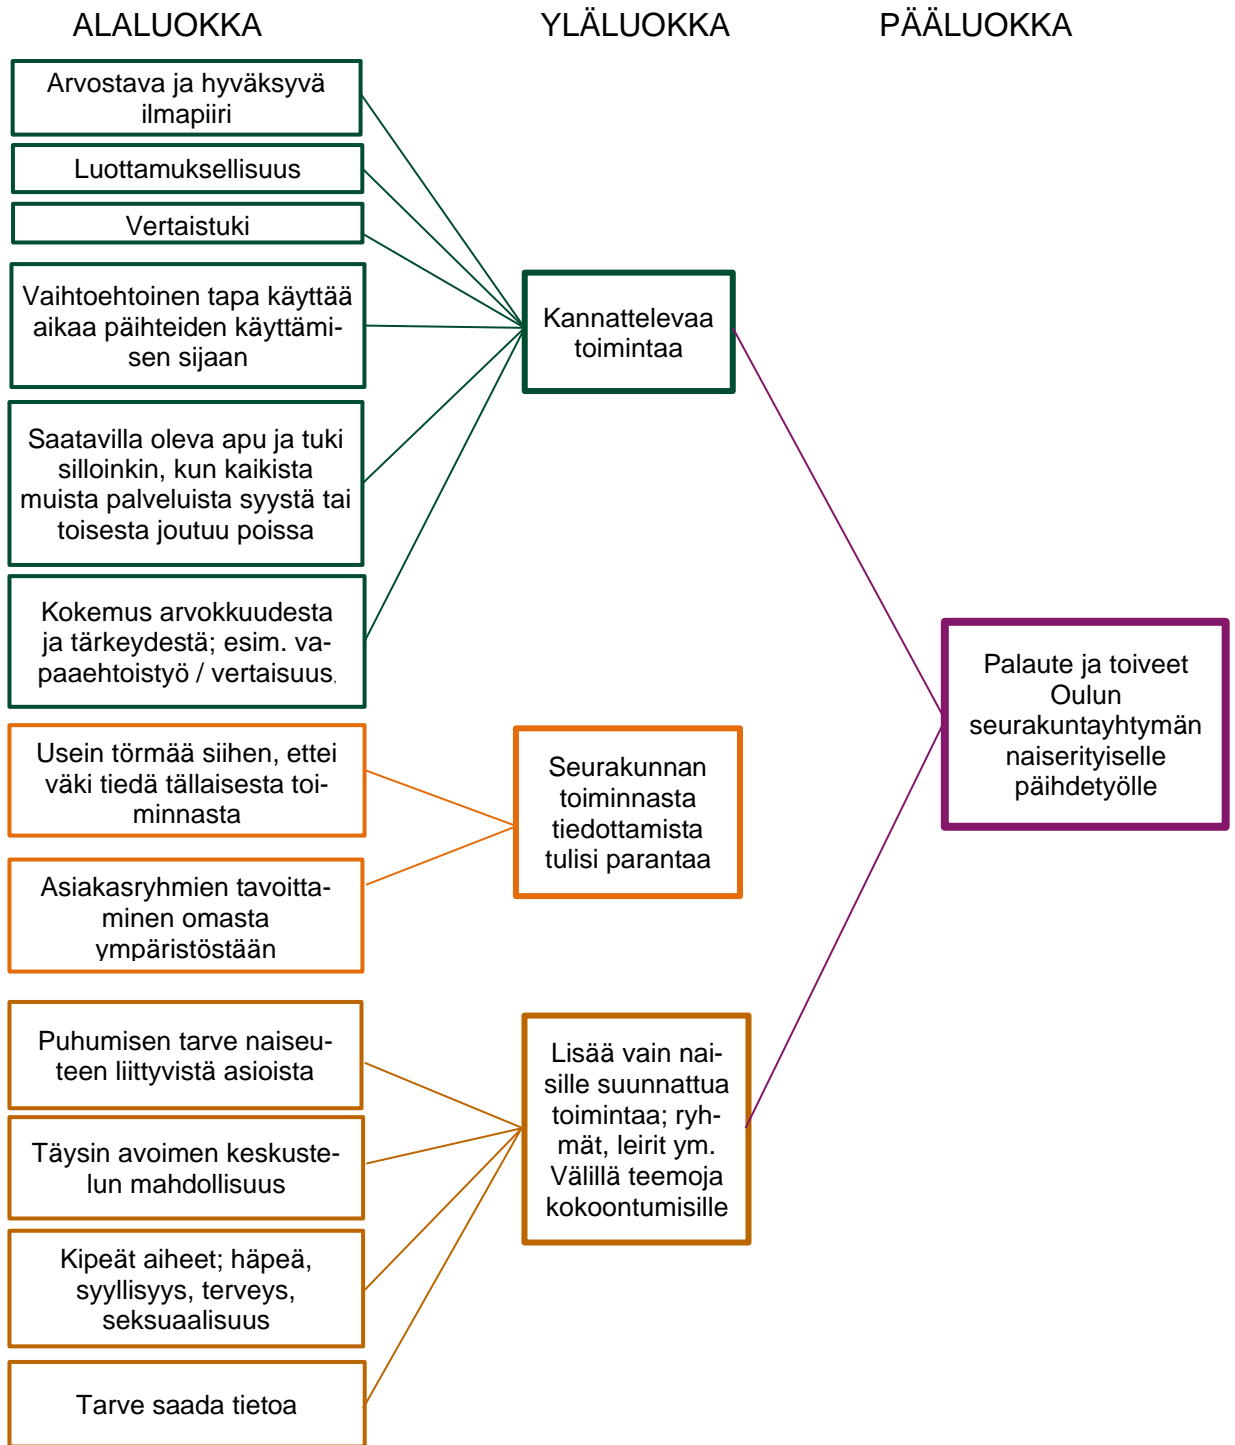 ALALUOKKA
YLÄLUOKKA
PÄÄLUOKKA
Arvostava ja hyväksyvä
ilmapiiri
Luottamuksellisuus
Vertaistuki
Vaihtoehtoinen tapa käyttää
aikaa päihteiden käyttämi-
sen sijaan
Saatavilla oleva apu ja tuki
silloinkin, kun kaikista
muista palveluista syystä tai
toisesta joutuu poissa
Kokemus arvokkuudesta
ja tärkeydestä; esim. va-
paaehtoistyö / vertaisuus,
Kannattelevaa
toimintaa
Usein törmää siihen, ettei
väki tiedä tällaisesta toi-
minnasta
Asiakasryhmien tavoitta-
minen omasta
ympäristöstään
Seurakunnan
toiminnasta
tiedottamista
tulisi parantaa
Puhumisen tarve naiseu-
teen liittyvistä asioista
Täysin avoimen keskuste-
lun mahdollisuus
Kipeät aiheet; häpeä,
syyllisyys, terveys,
seksuaalisuus
Tarve saada tietoa
Lisää vain nai-
sille suunnattua
toimintaa; ryh-
mät, leirit ym.
Välillä teemoja
kokoontumisille
Palaute ja toiveet
Oulun
seurakuntayhtymän
naiserityiselle
päihdetyölle